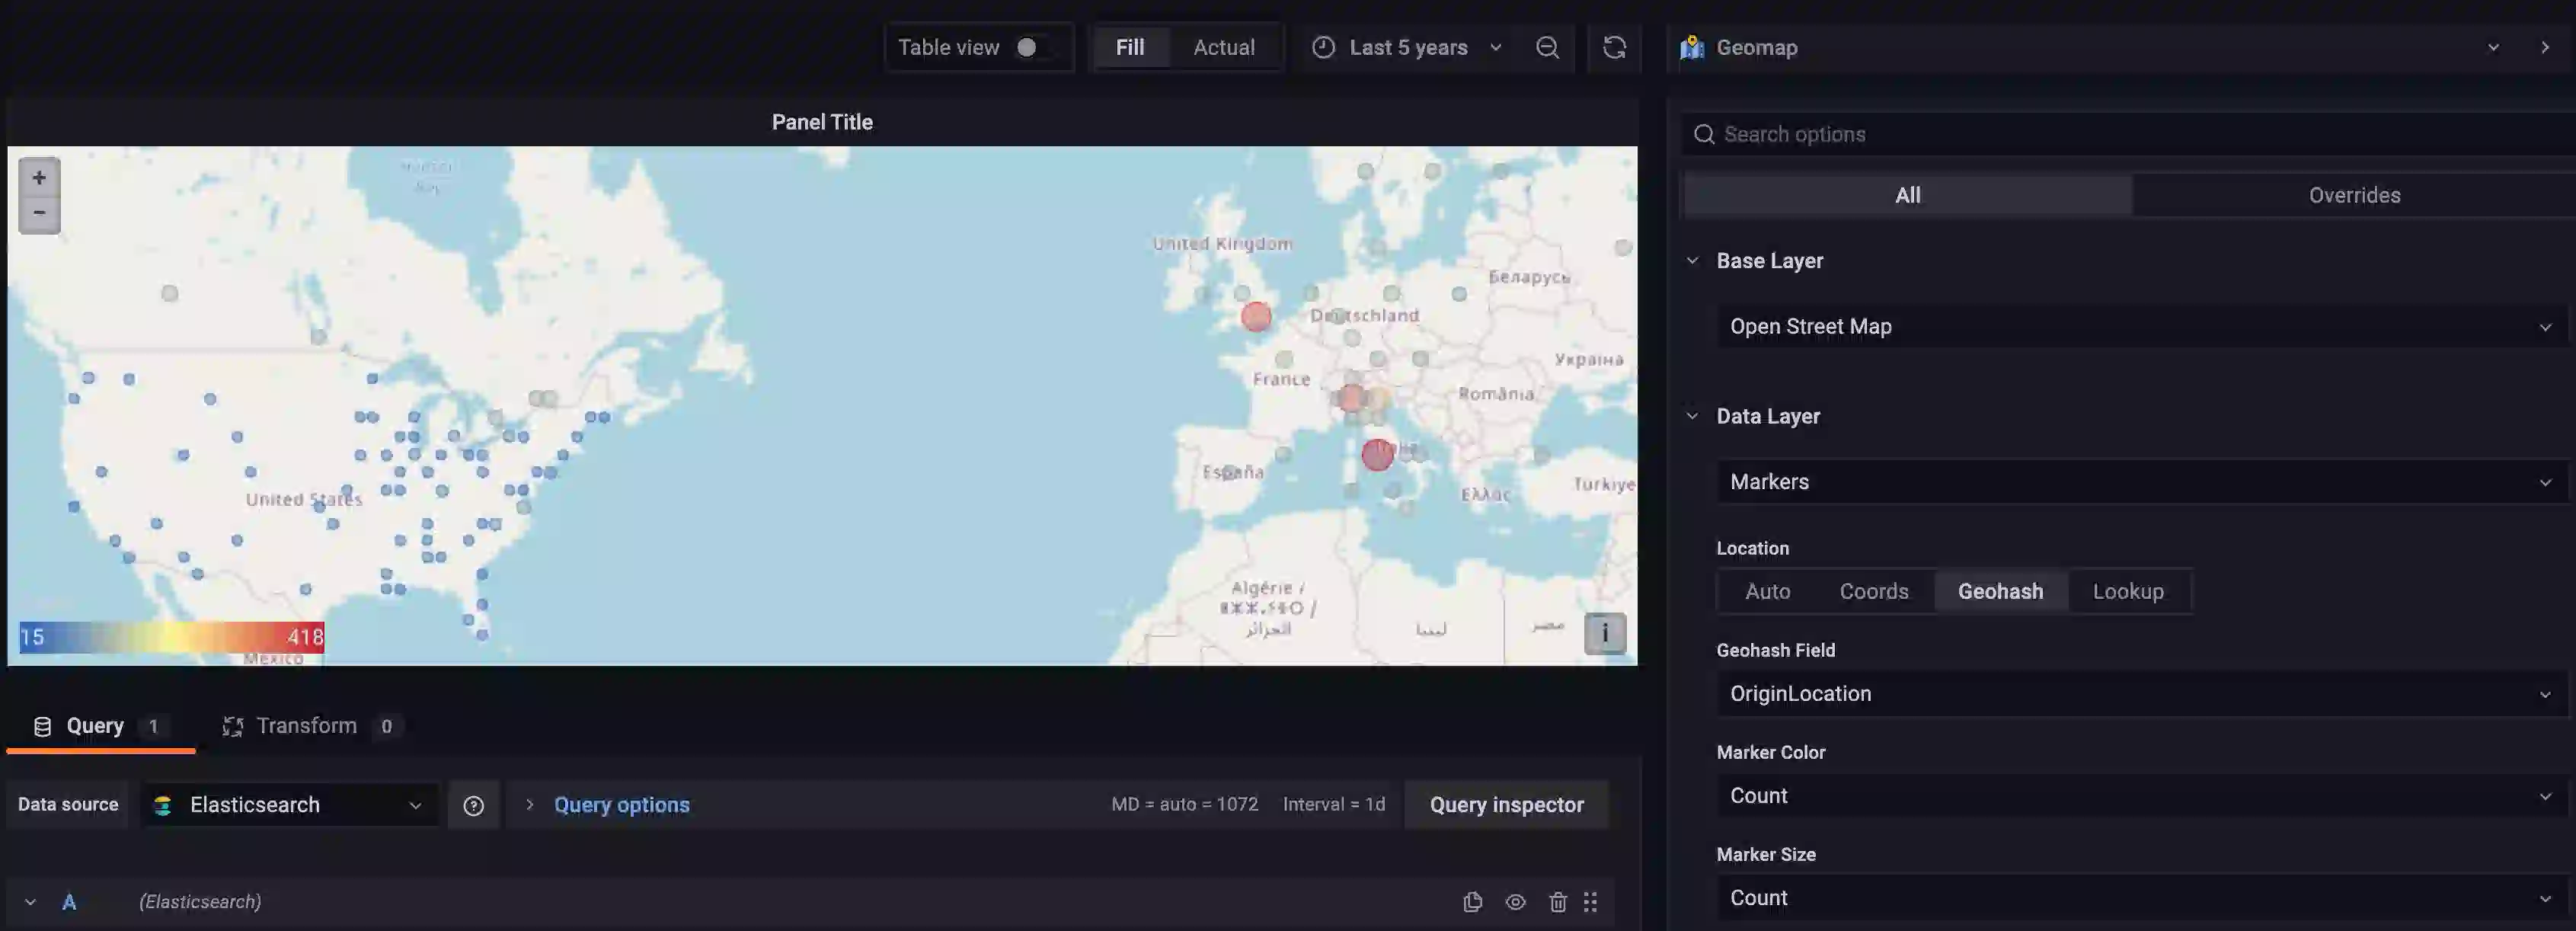 Table view
Fill
Actual
Last 5 years
Geomap
Panel Title
Search options
All
Overrides
+
−
United Kingdom
Беларусь
Deutschland
Україна
France
România
Italia
España
Ελλάς
Türkiye
United States
Algérie /
ⵍⵣⵣⴰⵢⴻⵔ /
الجزائر
ليبيا
مصر
México
15
418
i
Base Layer
Open Street Map
Data Layer
Markers
Location
Auto
Coords
Geohash
Lookup
Geohash Field
OriginLocation
Marker Color
Count
Marker Size
Count
Query 1
Transform 0
Data source
Elasticsearch
?
Query options
MD = auto = 1072
Interval = 1d
Query inspector
A
(Elasticsearch)